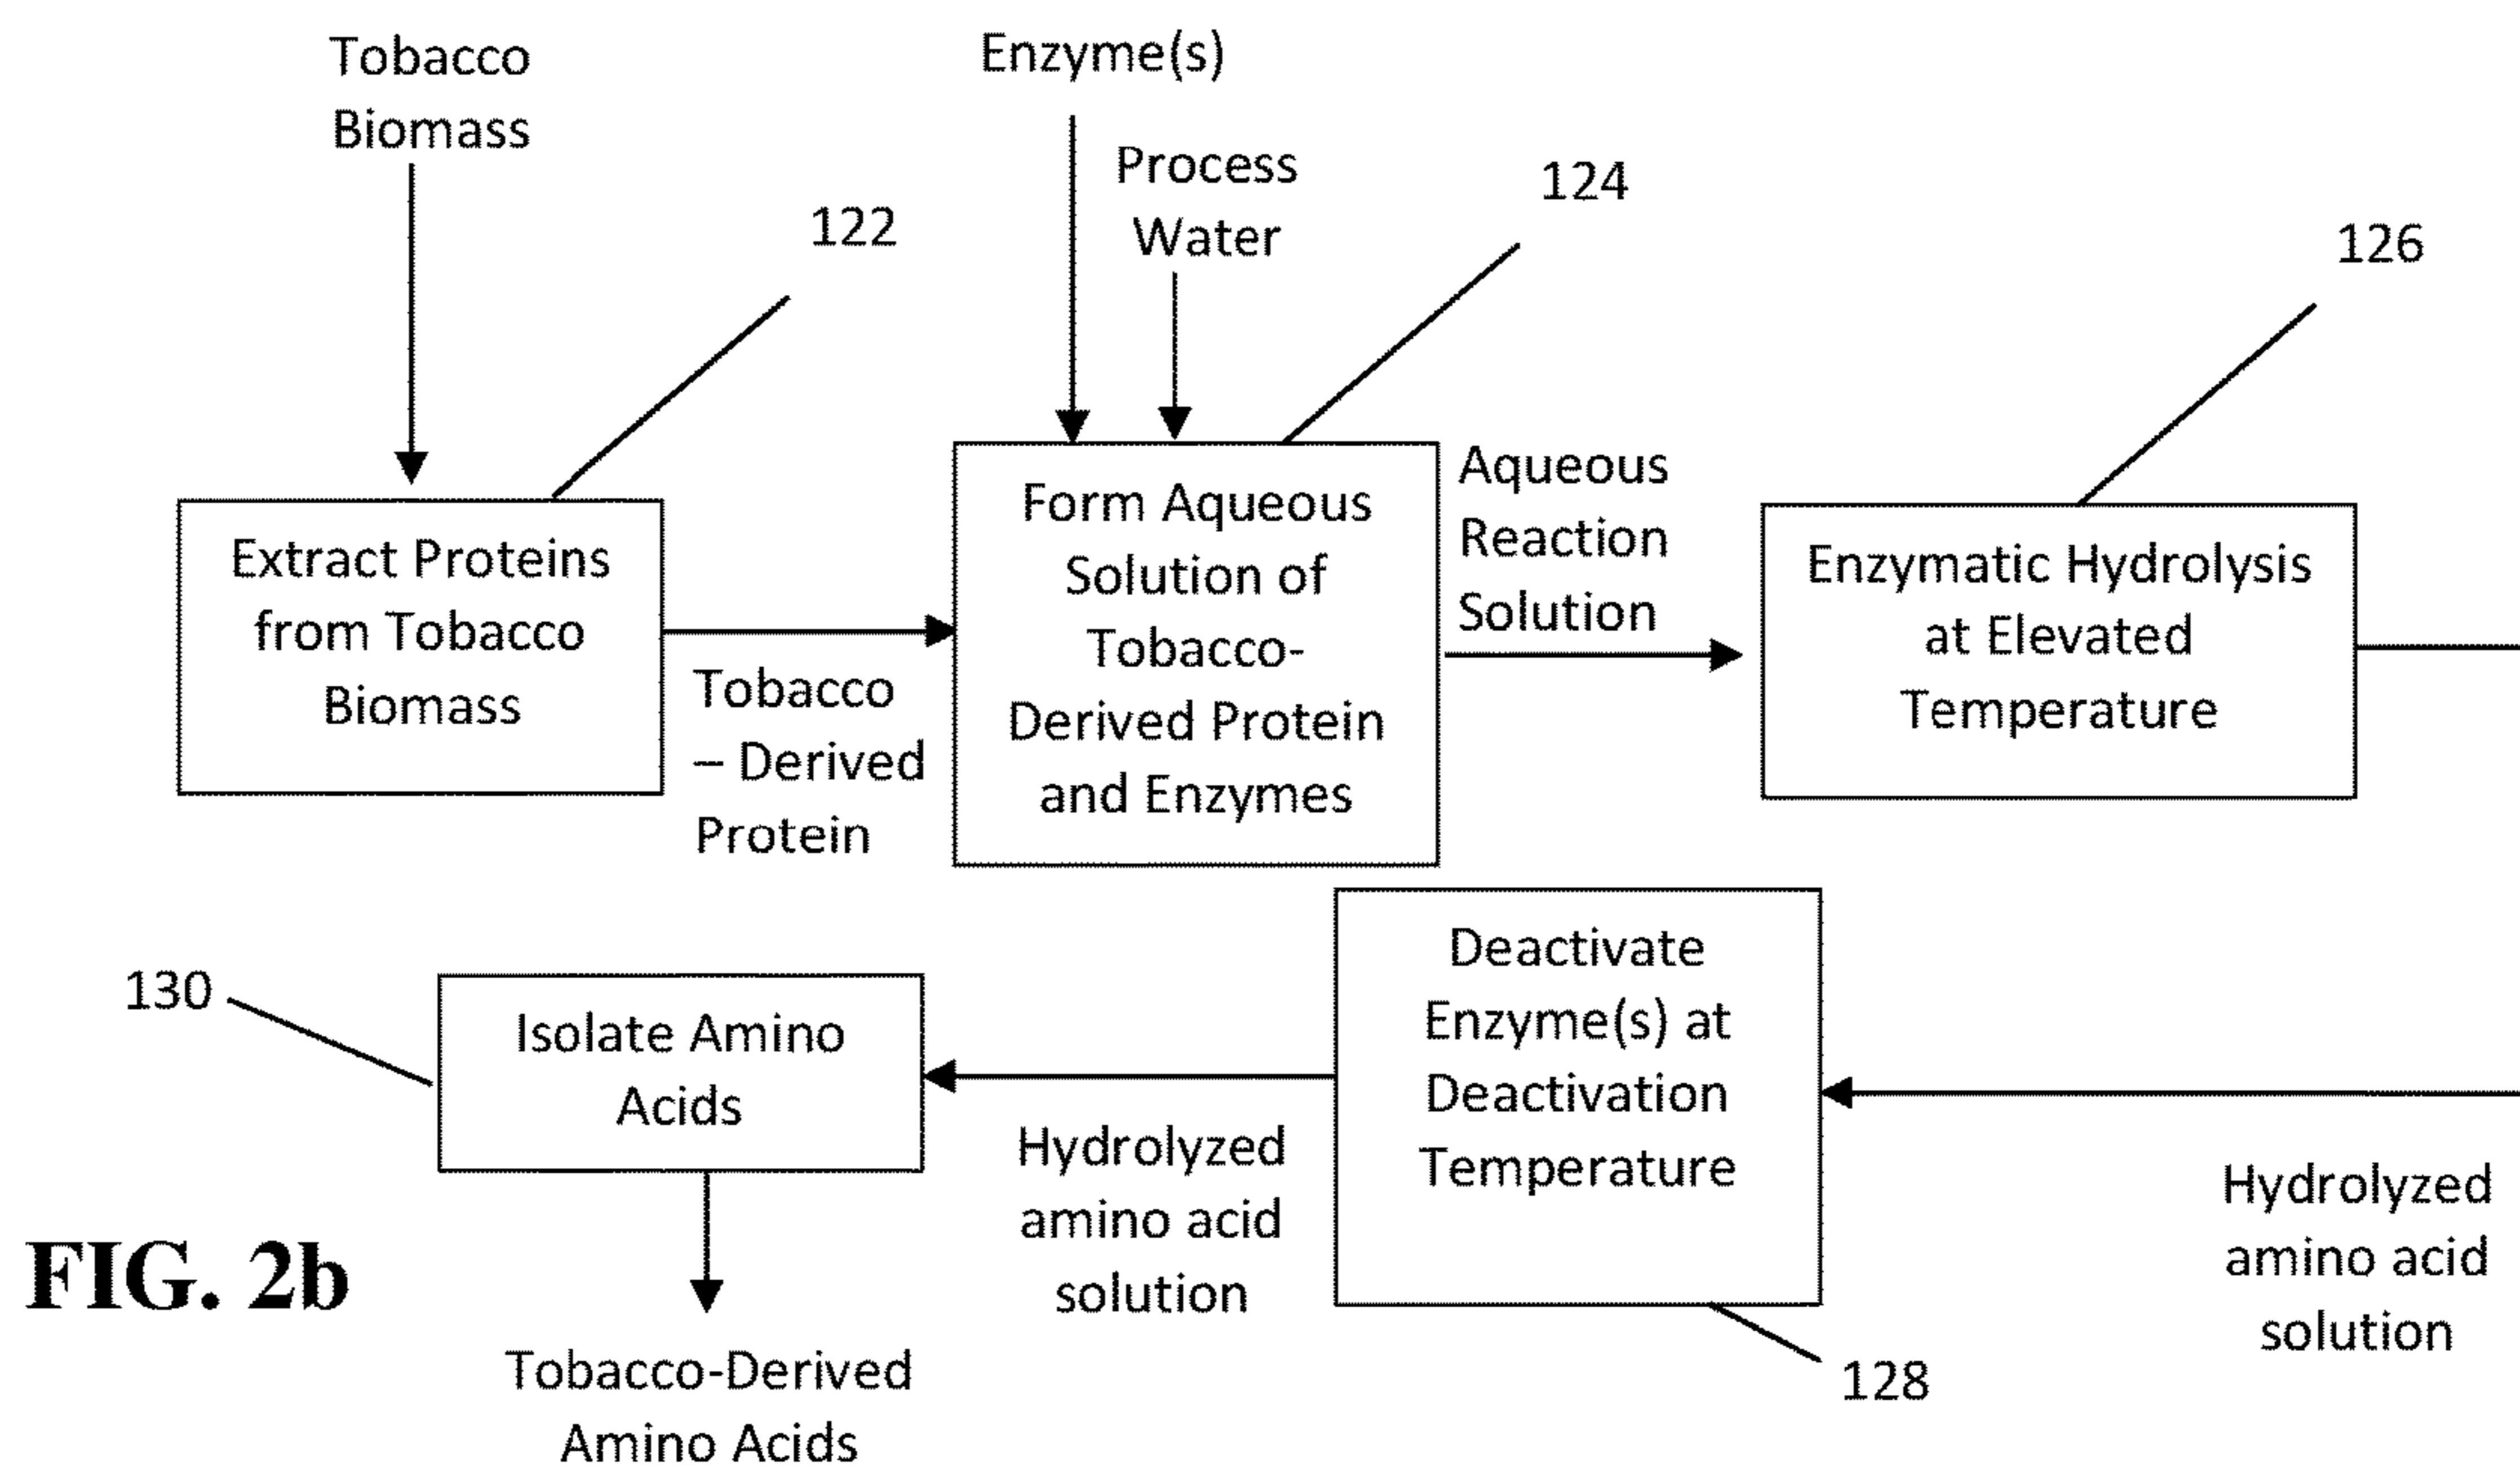 Tobacco
Biomass
Enzyme(s)
Process
Water
122
124
126
Extract Proteins
from Tobacco
Biomass
Tobacco
– Derived
Protein
Form Aqueous
Solution of
Tobacco-
Derived Protein
and Enzymes
Aqueous
Reaction
Solution
Enzymatic Hydrolysis
at Elevated
Temperature
Hydrolyzed
amino acid
solution
Deactivate
Enzyme(s) at
Deactivation
Temperature
128
Hydrolyzed
amino acid
solution
130
Isolate Amino
Acids
Tobacco-Derived
Amino Acids
FIG. 2b